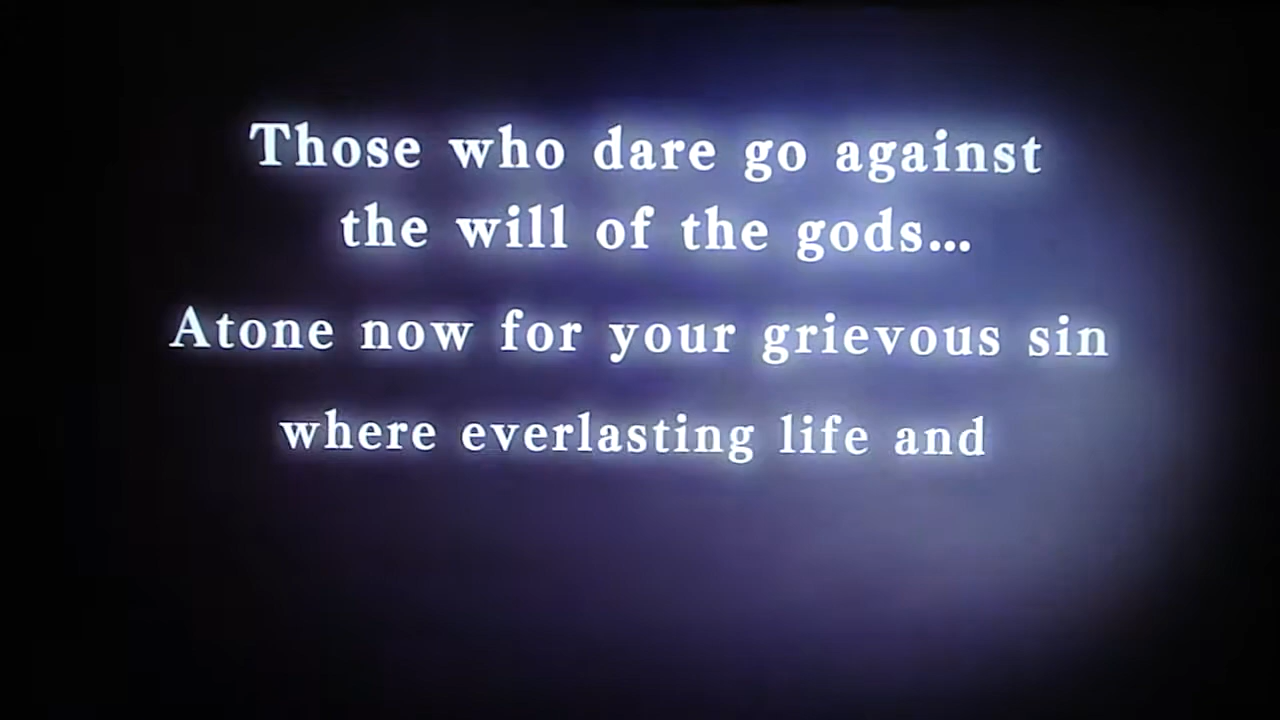 Those who dare go against
the will of the gods...
Atone now for your grievous sin
where everlasting life and